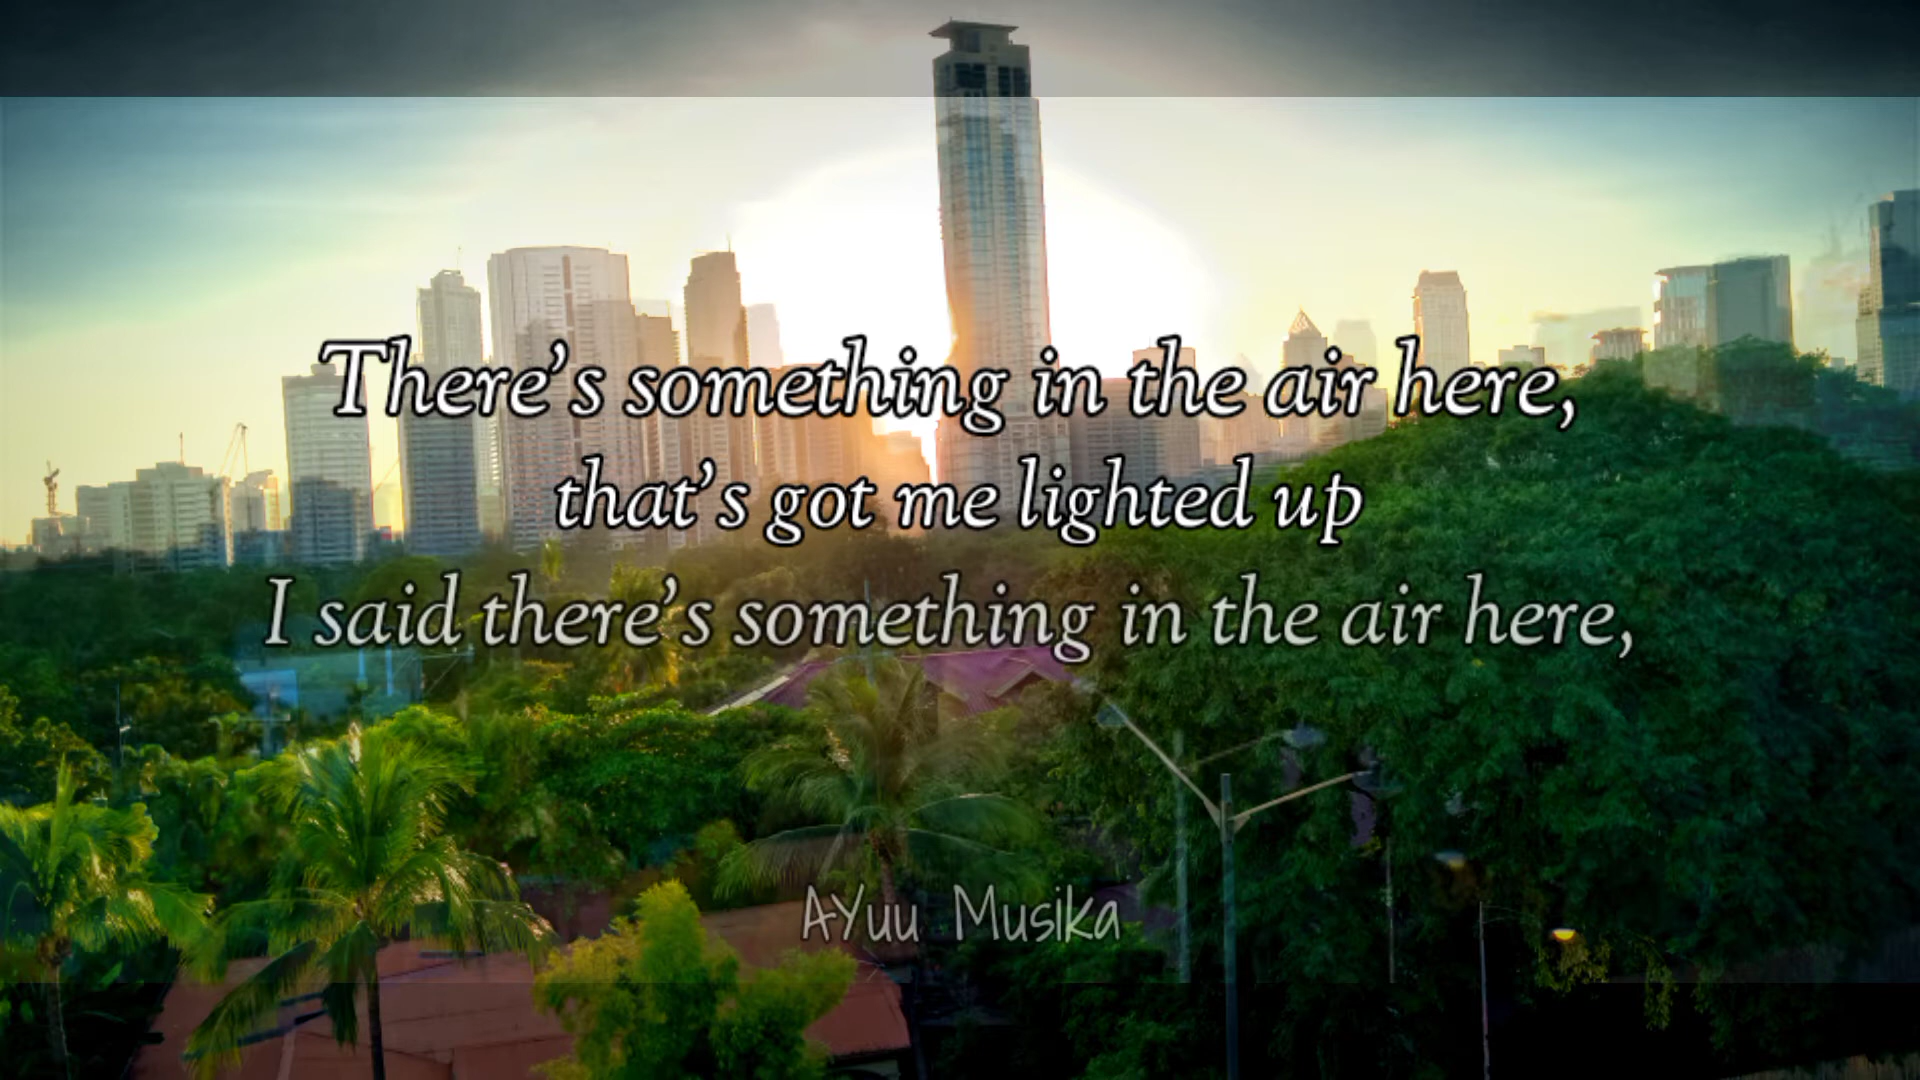 There's something in the air here,
that's got me lighted up
I said there's something in the air here,
AYuu Musika